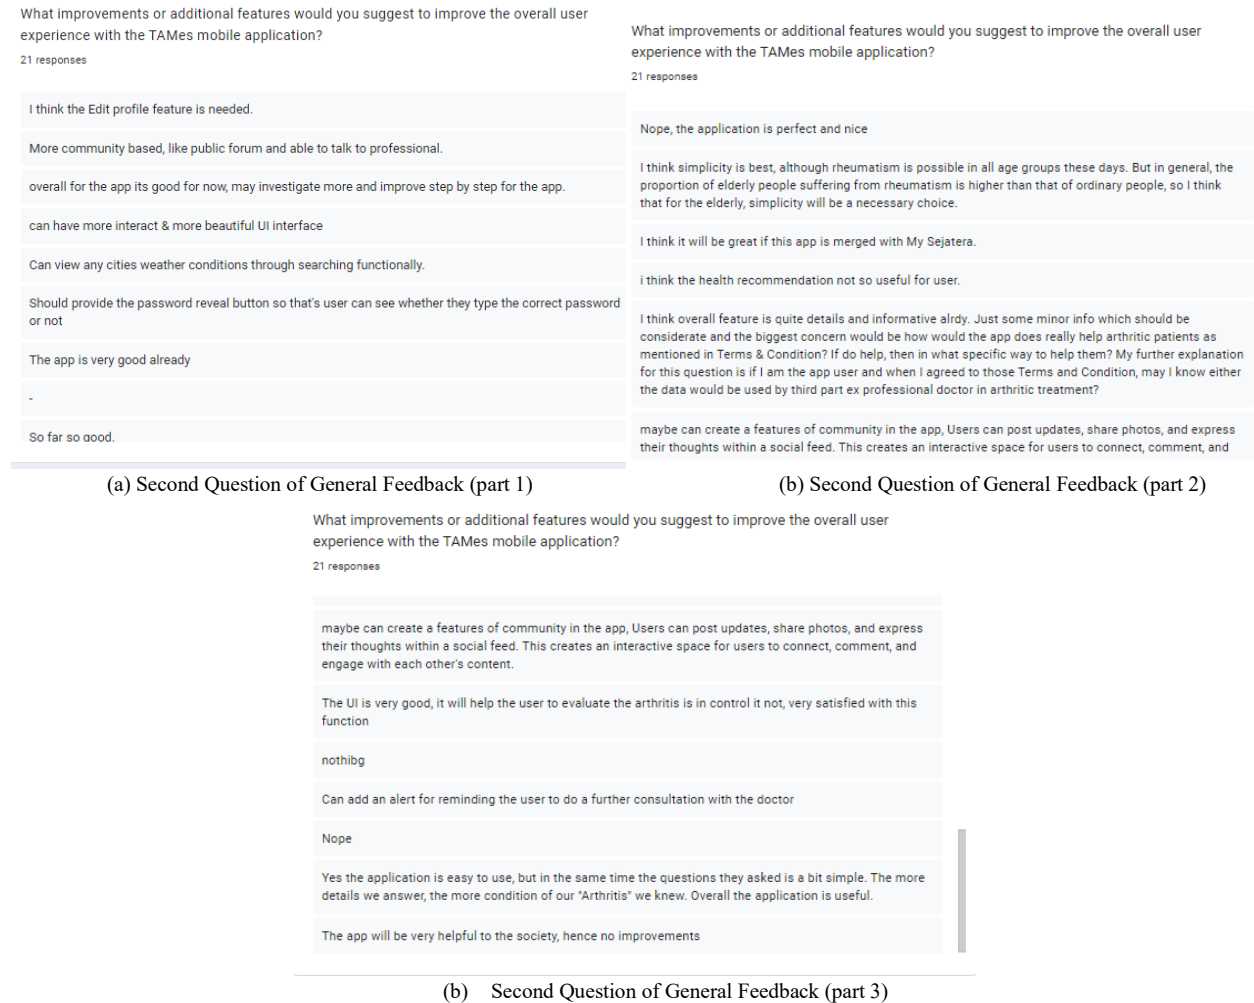 What improvements or additional features would you suggest to improve the overall user
experience with the TAMes mobile application?
21 responses
I think the Edit profile feature is needed.
More community based, like public forum and able to talk to professional.
overall for the app its good for now, may investigate more and improve step by step for the app.
can have more interact & more beautiful UI interface
Can view any cities weather conditions through searching functionally.
Should provide the password reveal button so that's user can see whether they type the correct password
or not
The app is very good already
-
So far so good.
(a) Second Question of General Feedback (part 1)
What improvements or additional features would you suggest to improve the overall user
experience with the TAMes mobile application?
21 responses
Nope, the application is perfect and nice
I think simplicity is best, although rheumatism is possible in all age groups these days. But in general, the
proportion of elderly people suffering from rheumatism is higher than that of ordinary people, so I think
that for the elderly, simplicity will be a necessary choice.
I think it will be great if this app is merged with My Sejatera.
i think the health recommendation not so useful for user.
I think overall feature is quite details and informative alrdy. Just some minor info which should be
considerate and the biggest concern would be how would the app does really help arthritic patients as
mentioned in Terms & Condition? If do help, then in what specific way to help them? My further explanation
for this question is if I am the app user and when I agreed to those Terms and Condition, may I know either
the data would be used by third part ex professional doctor in arthritic treatment?
maybe can create a features of community in the app, Users can post updates, share photos, and express
their thoughts within a social feed. This creates an interactive space for users to connect, comment, and
(b) Second Question of General Feedback (part 2)
What improvements or additional features would you suggest to improve the overall user
experience with the TAMes mobile application?
21 responses
maybe can create a features of community in the app, Users can post updates, share photos, and express
their thoughts within a social feed. This creates an interactive space for users to connect, comment, and
engage with each other's content.
The UI is very good, it will help the user to evaluate the arthritis is in control it not, very satisfied with this
function
nothibg
Can add an alert for reminding the user to do a further consultation with the doctor
Nope
Yes the application is easy to use, but in the same time the questions they asked is a bit simple. The more
details we answer, the more condition of our "Arthritis" we knew. Overall the application is useful.
The app will be very helpful to the society, hence no improvements
(b) Second Question of General Feedback (part 3)